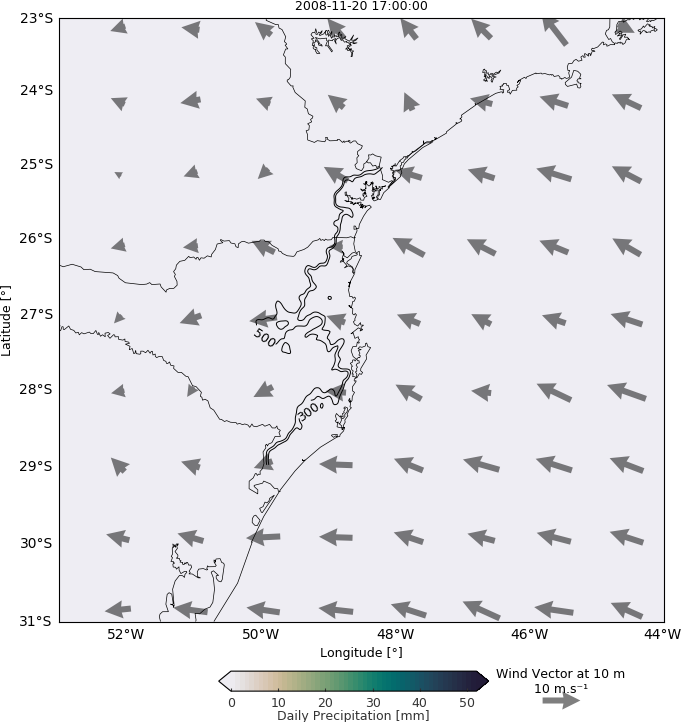 2008-11-20 17:00:00
23°S
24°S
25°S
26°S
27°S
28°S
29°S
30°S
31°S
Latitude [°]
500
300
52°W 50°W 48°W 46°W 44°W
Longitude [°]
0 10 20 30 40 50
Daily Precipitation [mm]
Wind Vector at 10 m
10 m.s⁻¹